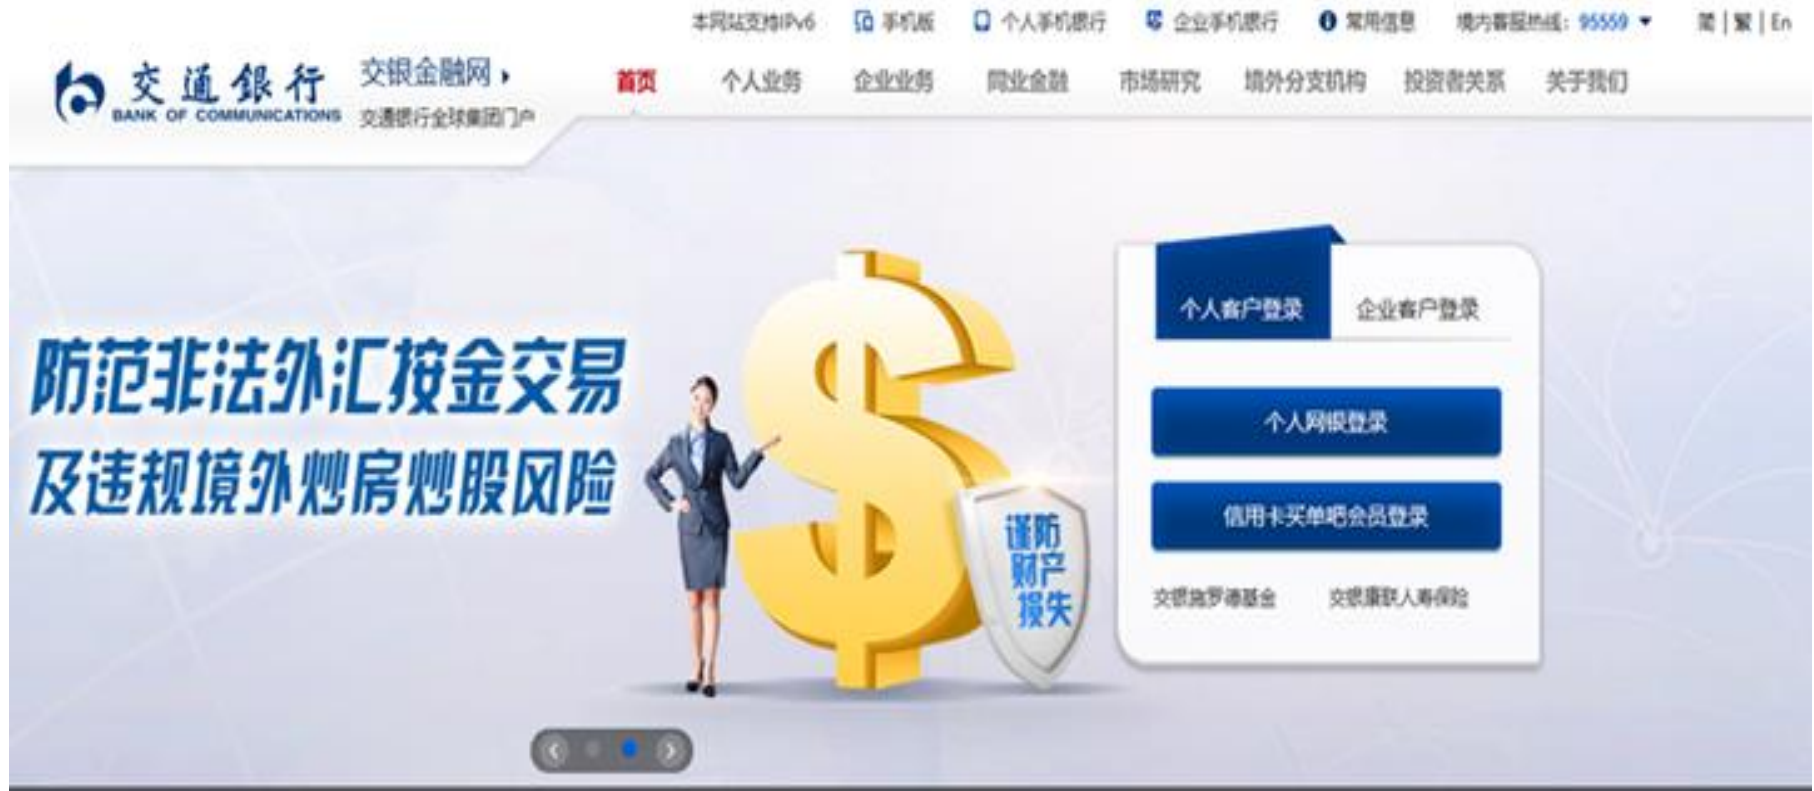 本网站支持IPv6 手机版 个人手机银行 企业手机银行 常用信息 境内客服热线：95559 简 | 繁 | En
交通銀行
BANK OF COMMUNICATIONS
交银金融网
交通银行全球集团门户
首页 个人业务 企业业务 同业金融 市场研究 境外分支机构 投资者关系 关于我们
防范非法外汇按金交易
及违规境外炒房炒股风险
谨防
财产
损失
个人客户登录 企业客户登录
个人网银登录
信用卡买单吧会员登录
交银施罗德基金 交银康联人寿保险